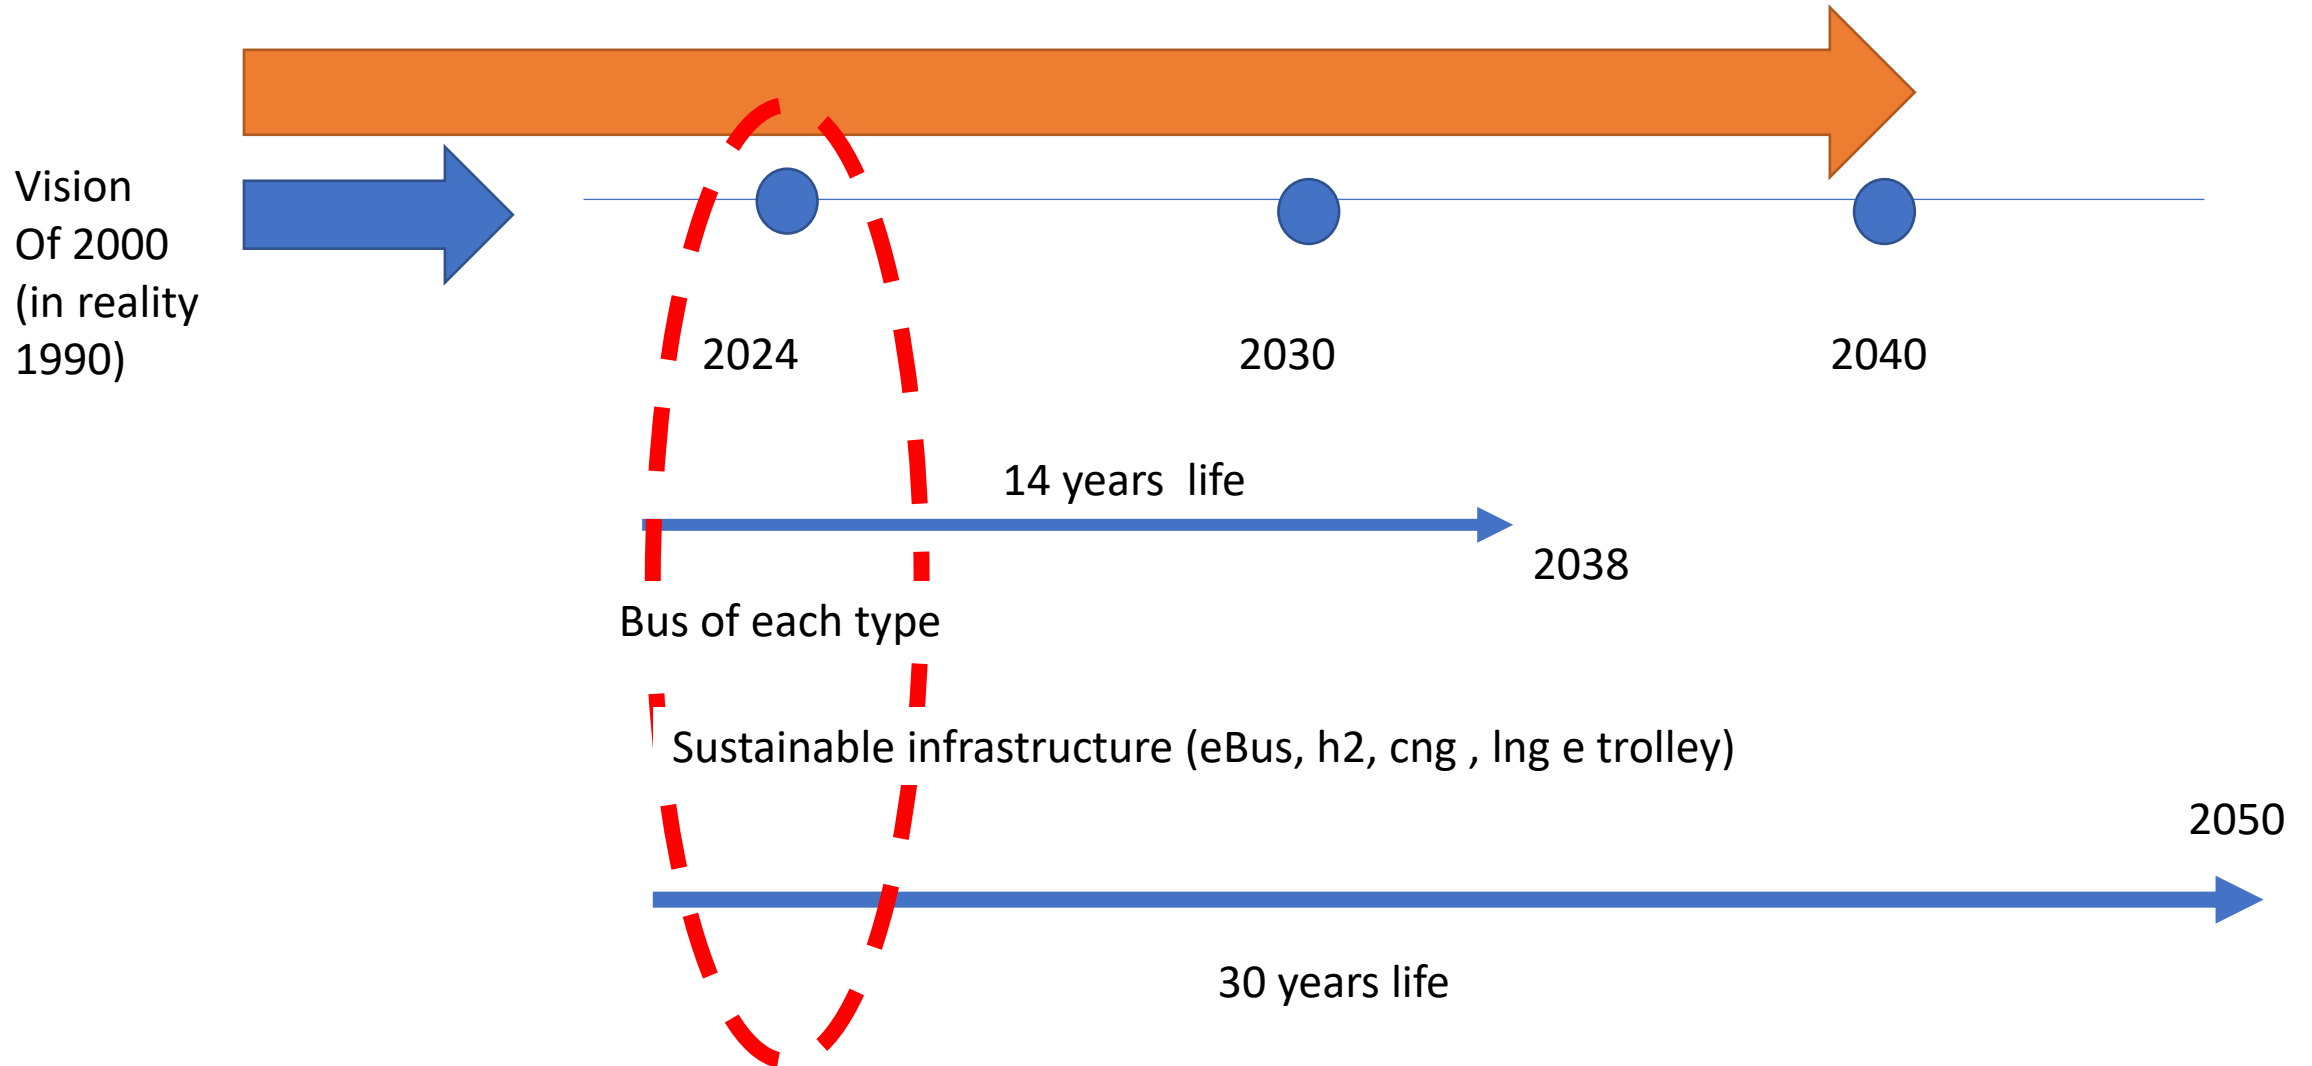 Vision
Of 2000
(in reality
1990)
2024
2030
2040
14 years  life
2038
Bus of each type
Sustainable infrastructure (eBus, h2, cng , lng e trolley)
2050
30 years life